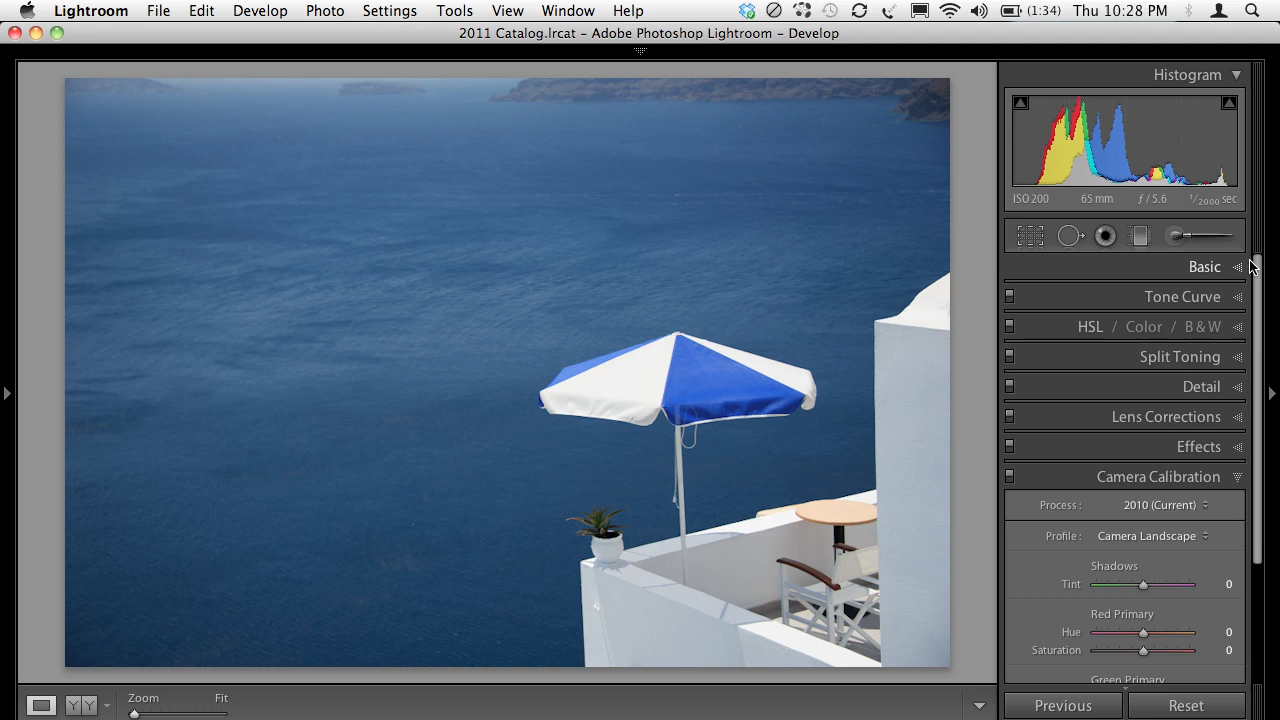 Lightroom File Edit Develop Photo Settings Tools View Window Help (1:34) Thu 10:28 PM
2011 Catalog.lrcat – Adobe Photoshop Lightroom – Develop
Histogram
ISO 200 65 mm ƒ / 5.6 1/2000 sec
Basic
Tone Curve
HSL / Color / B & W
Split Toning
Detail
Lens Corrections
Effects
Camera Calibration
Process : 2010 (Current)
Profile : Camera Landscape
Shadows
Tint 0
Red Primary
Hue 0
Saturation 0
Green Primary
YY Zoom Fit
Previous Reset